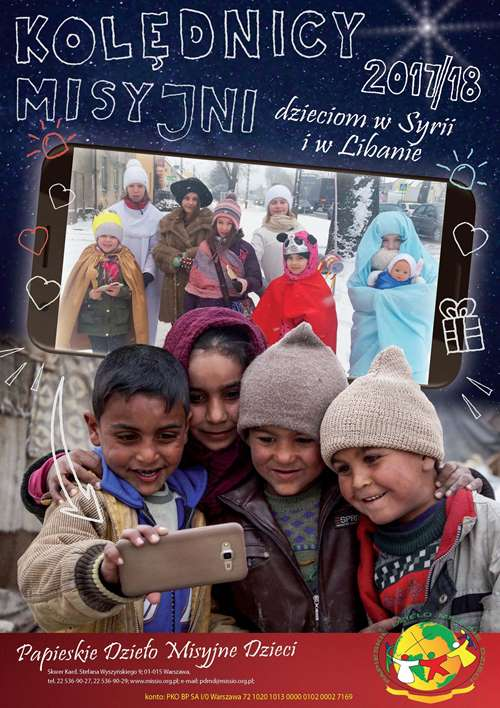 KOLĘDNICY
MISYJNI
2017/18
dzieciom w Syrii
i w Libanie
ESPRIT
Papieskie Dzieło Misyjne Dzieci
Skwer Kard. Stefana Wyszyńskiego 9; 01-015 Warszawa,
tel. 22 536-90-27, 22 536-90-29; www.missio.org.pl; e-mail: pdmd@missio.org.pl;
konto: PKO BP SA I/0 Warszawa 72 1020 1013 0000 0102 0002 7169